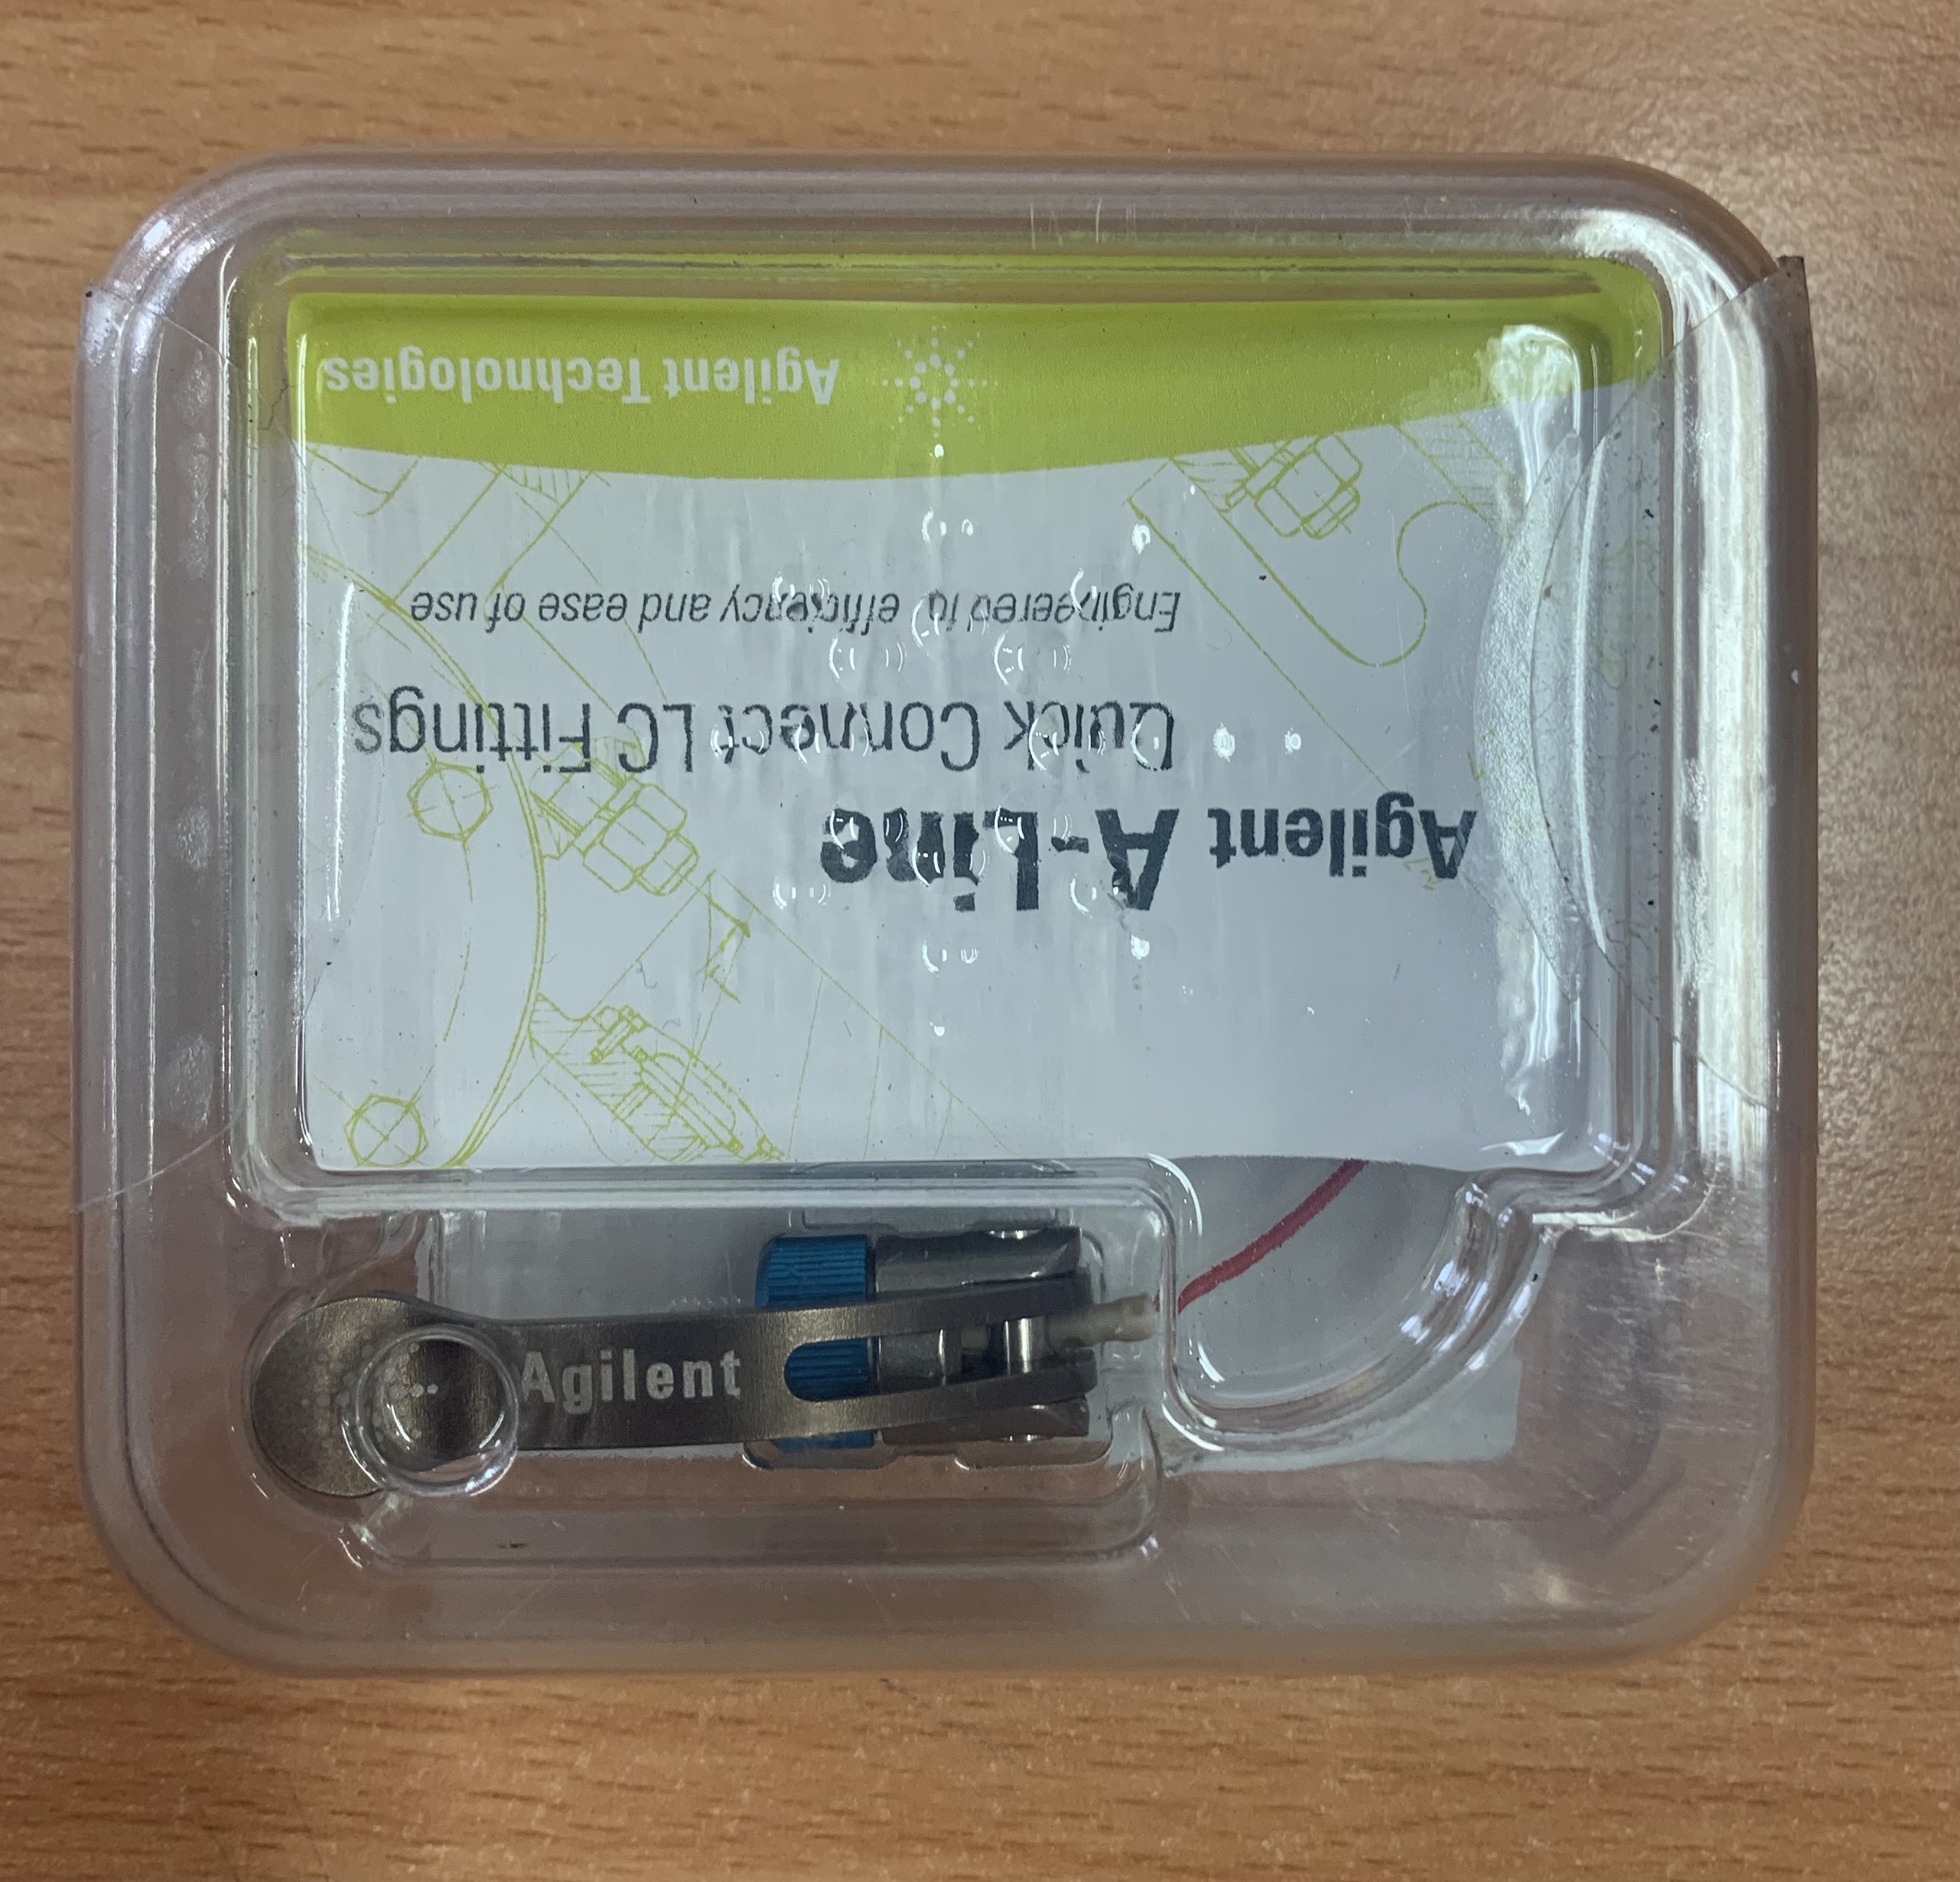 Agilent A-Line
Quick Connect LC Fittings
Engineered for efficiency and ease of use
Agilent Technologies
Agilent